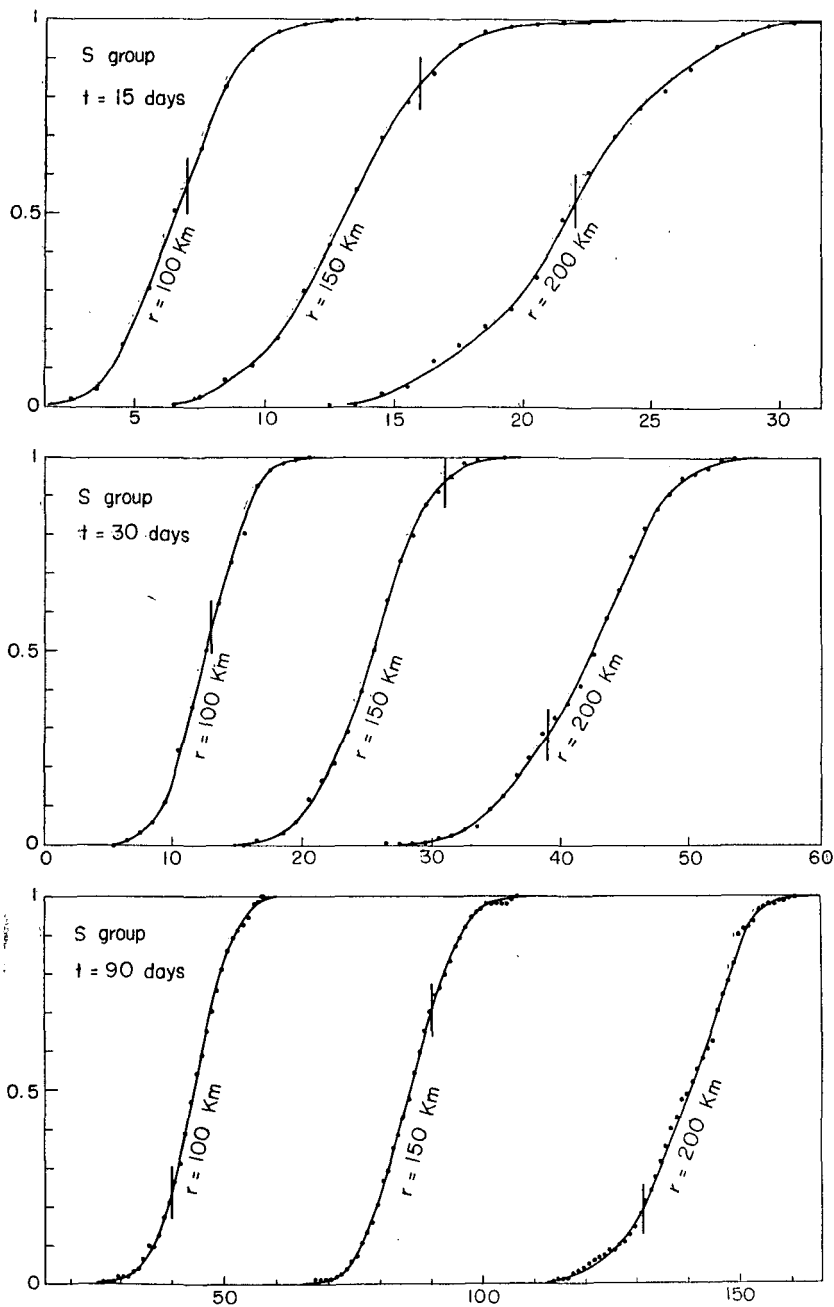 1
S group
t = 15 days
0.5
r = 100 Km
r = 150 Km
r = 200 Km
0
5
10
15
20
25
30
1
S group
t = 30 days
0.5
r = 100 Km
r = 150 Km
r = 200 Km
0
0
10
20
30
40
50
60
1
S group
t = 90 days
0.5
r = 100 Km
r = 150 Km
r = 200 Km
0
50
100
150